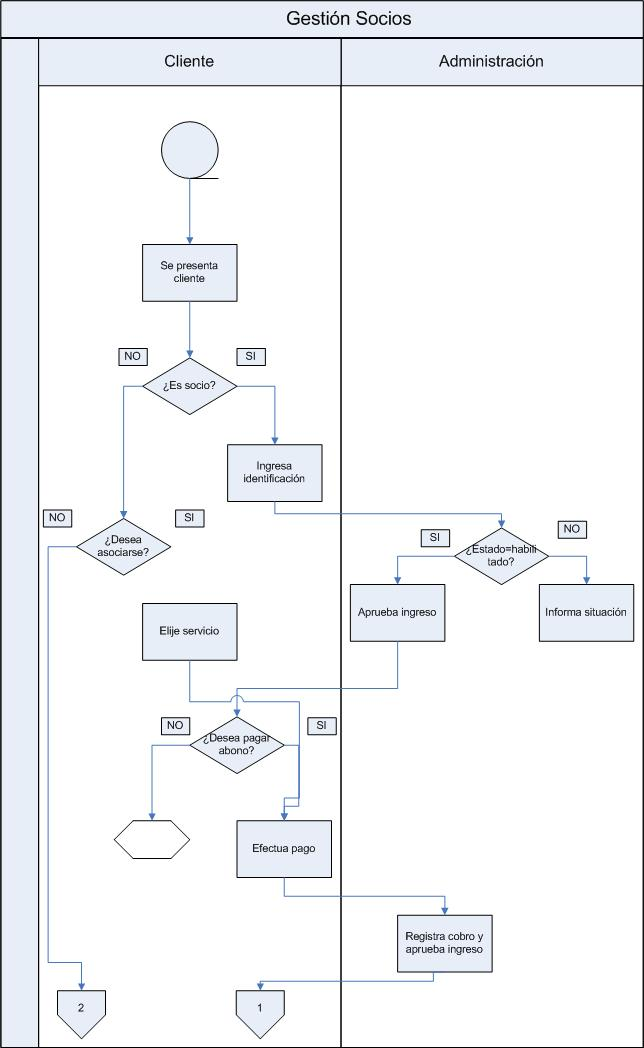 Gestión Socios
Cliente
Administración
Se presenta
cliente
NO
SI
¿Es socio?
Ingresa
identificación
NO
SI
¿Desea
asociarse?
SI
NO
¿Estado=habili
tado?
Elije servicio
Aprueba ingreso
Informa situación
NO
SI
¿Desea pagar
abono?
Efectua pago
Registra cobro y
aprueba ingreso
2
1